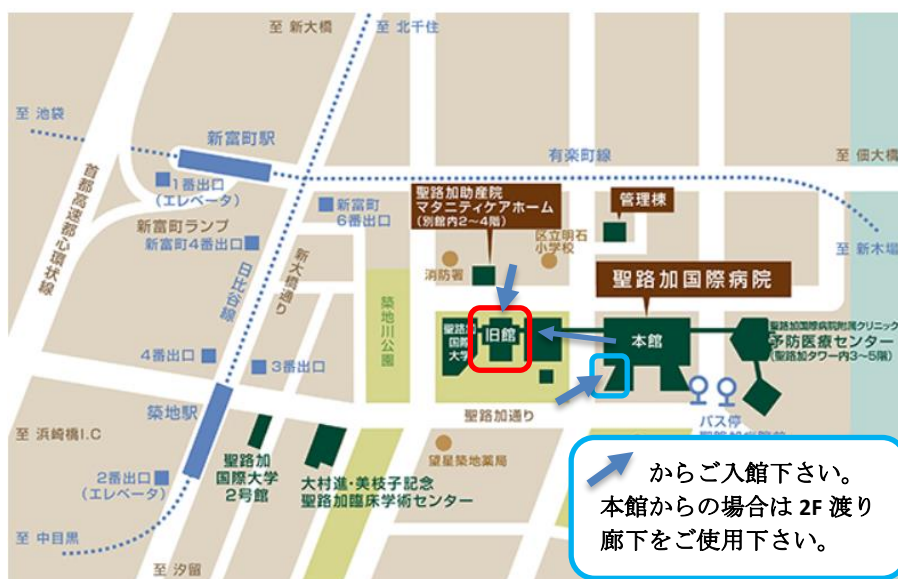 至 新大橋
至 北千住
至 池袋
新富町駅
有楽町線
至 佃大橋
1番出口
(エレベータ)
新富町
6番出口
聖路加助産院
マタニティケアホーム
(別館内2~4階)
管理棟
首都高速都心環状線
新富町ランプ
新富町4番出口
日比谷線
新大橋通り
消防署
区立明石
小学校
至 新木場
聖路加国際病院
築地川公園
聖路加
国際
大学
旧館
本館
聖路加国際病院附属クリニック
予防医療センター
(聖路加タワー内3~5階)
4番出口
3番出口
築地駅
聖路加通り
バス停
至 浜崎橋I.C
聖路加
国際大学
2号館
大村進・美枝子記念
聖路加臨床学術センター
望星築地薬局
2番出口
(エレベータ)
至 中目黒
至 汐留
からご入館下さい。
本館からの場合は 2F 渡り
廊下をご使用下さい。